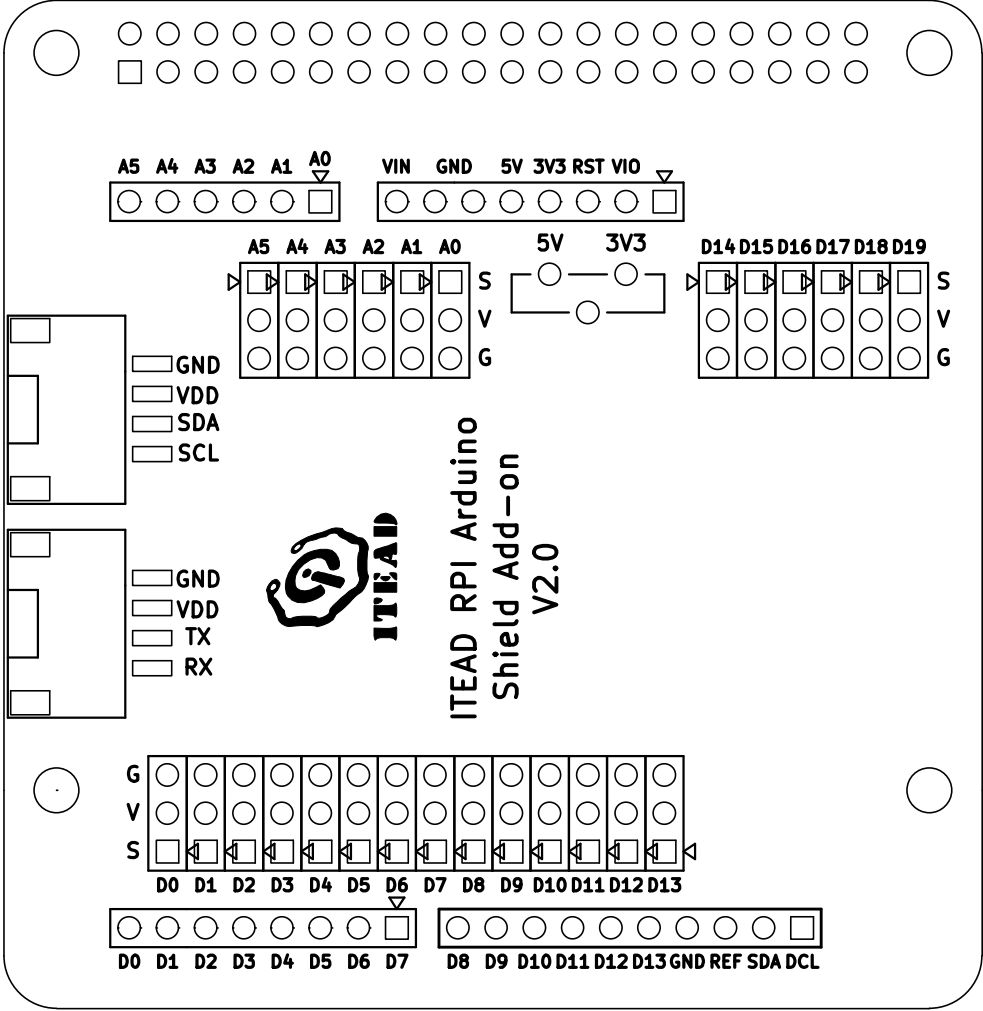 A5 A4 A3 A2 A1 A0 VIN GND 5V 3V3 RST VIO
A5 A4 A3 A2 A1 A0 5V 3V3 D14 D15 D16 D17 D18 D19
S S
V V
G G
GND
VDD
SDA
SCL
ITEAD RPI Arduino
Shield Add-on
V2.0
ITEAD
GND
VDD
TX
RX
G
V
S
D0 D1 D2 D3 D4 D5 D6 D7 D8 D9 D10 D11 D12 D13
D0 D1 D2 D3 D4 D5 D6 D7 D8 D9 D10 D11 D12 D13 GND REF SDA DCL